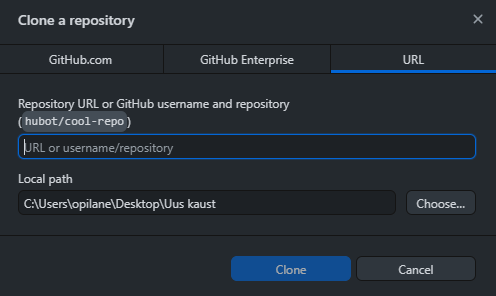 Clone a repository
GitHub.com
GitHub Enterprise
URL
Repository URL or GitHub username and repository
(hubot/cool-repo)
URL or username/repository
Local path
C:\Users\opilane\Desktop\Uus kaust
Choose...
Clone
Cancel